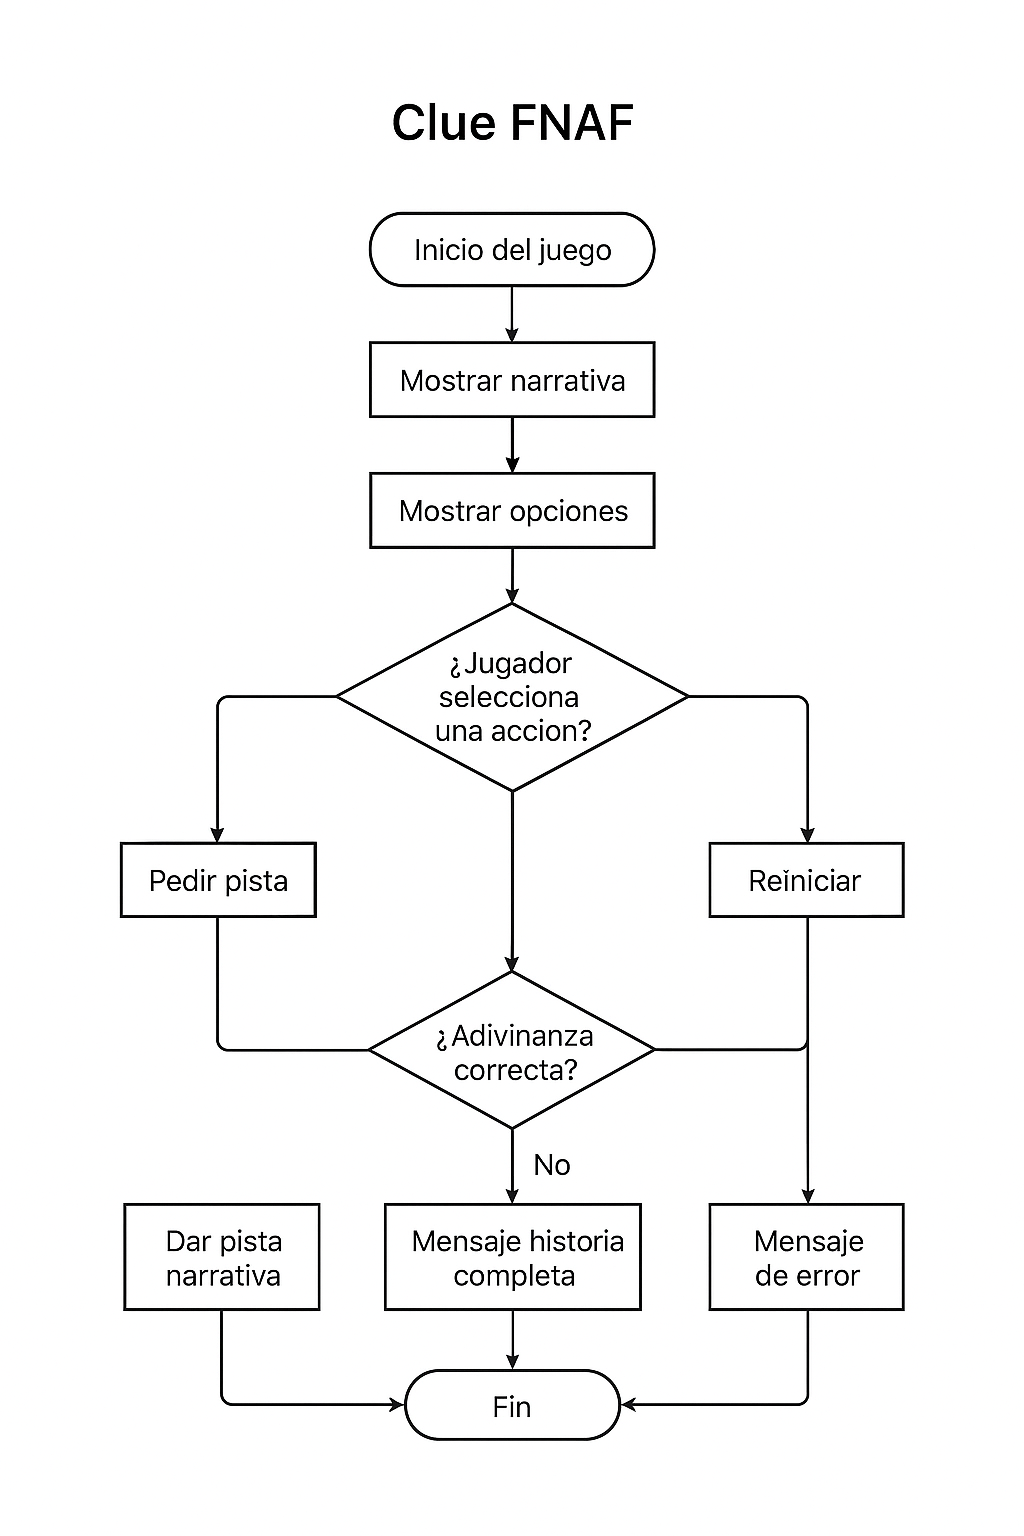 Clue FNAF
Inicio del juego
Mostrar narrativa
Mostrar opciones
¿Jugador
selecciona
una accion?
Pedir pista
Reiniciar
¿Adivinanza
correcta?
No
Dar pista
narrativa
Mensaje historia
completa
Mensaje
de error
Fin